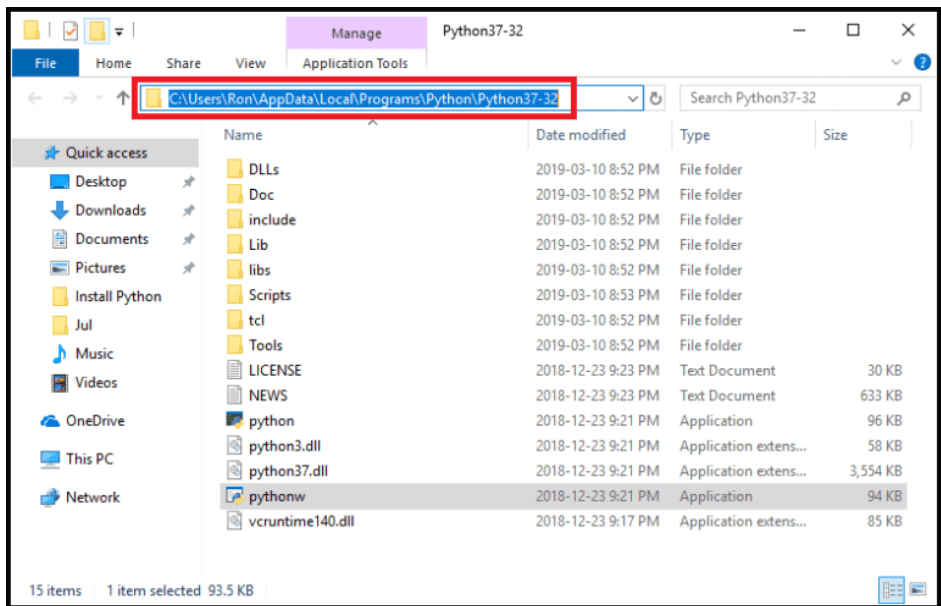 Manage Python37-32
File Home Share View Application Tools
C:\Users\Ron\AppData\Local\Programs\Python\Python37-32 Search Python37-32
Name Date modified Type Size
Quick access
Desktop
Downloads
Documents
Pictures
Install Python
Jul
Music
Videos
OneDrive
This PC
Network
DLLs 2019-03-10 8:52 PM File folder
Doc 2019-03-10 8:52 PM File folder
include 2019-03-10 8:52 PM File folder
Lib 2019-03-10 8:52 PM File folder
libs 2019-03-10 8:52 PM File folder
Scripts 2019-03-10 8:53 PM File folder
tcl 2019-03-10 8:52 PM File folder
Tools 2019-03-10 8:52 PM File folder
LICENSE 2018-12-23 9:23 PM Text Document 30 KB
NEWS 2018-12-23 9:23 PM Text Document 633 KB
python 2018-12-23 9:21 PM Application 96 KB
python3.dll 2018-12-23 9:21 PM Application extens... 58 KB
python37.dll 2018-12-23 9:21 PM Application extens... 3,554 KB
pythonw 2018-12-23 9:21 PM Application 94 KB
vcruntime140.dll 2018-12-23 9:17 PM Application extens... 85 KB
15 items 1 item selected 93.5 KB